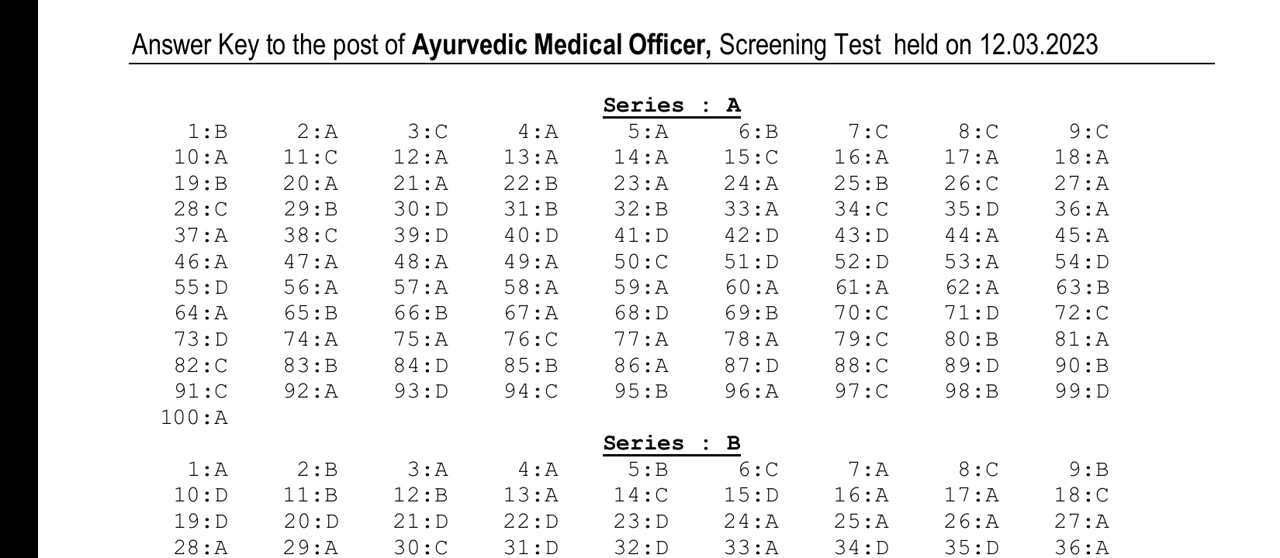 Answer Key to the post of Ayurvedic Medical Officer, Screening Test held on 12.03.2023
Series : A
1:B 2:A 3:C 4:A 5:A 6:B 7:C 8:C 9:C
10:A 11:C 12:A 13:A 14:A 15:C 16:A 17:A 18:A
19:B 20:A 21:A 22:B 23:A 24:A 25:B 26:C 27:A
28:C 29:B 30:D 31:B 32:B 33:A 34:C 35:D 36:A
37:A 38:C 39:D 40:D 41:D 42:D 43:D 44:A 45:A
46:A 47:A 48:A 49:A 50:C 51:D 52:D 53:A 54:D
55:D 56:A 57:A 58:A 59:A 60:A 61:A 62:A 63:B
64:A 65:B 66:B 67:A 68:D 69:B 70:C 71:D 72:C
73:D 74:A 75:A 76:C 77:A 78:A 79:C 80:B 81:A
82:C 83:B 84:D 85:B 86:A 87:D 88:C 89:D 90:B
91:C 92:A 93:D 94:C 95:B 96:A 97:C 98:B 99:D
100:A
Series : B
1:A 2:B 3:A 4:A 5:B 6:C 7:A 8:C 9:B
10:D 11:B 12:B 13:A 14:C 15:D 16:A 17:A 18:C
19:D 20:D 21:D 22:D 23:D 24:A 25:A 26:A 27:A
28:A 29:A 30:C 31:D 32:D 33:A 34:D 35:D 36:A